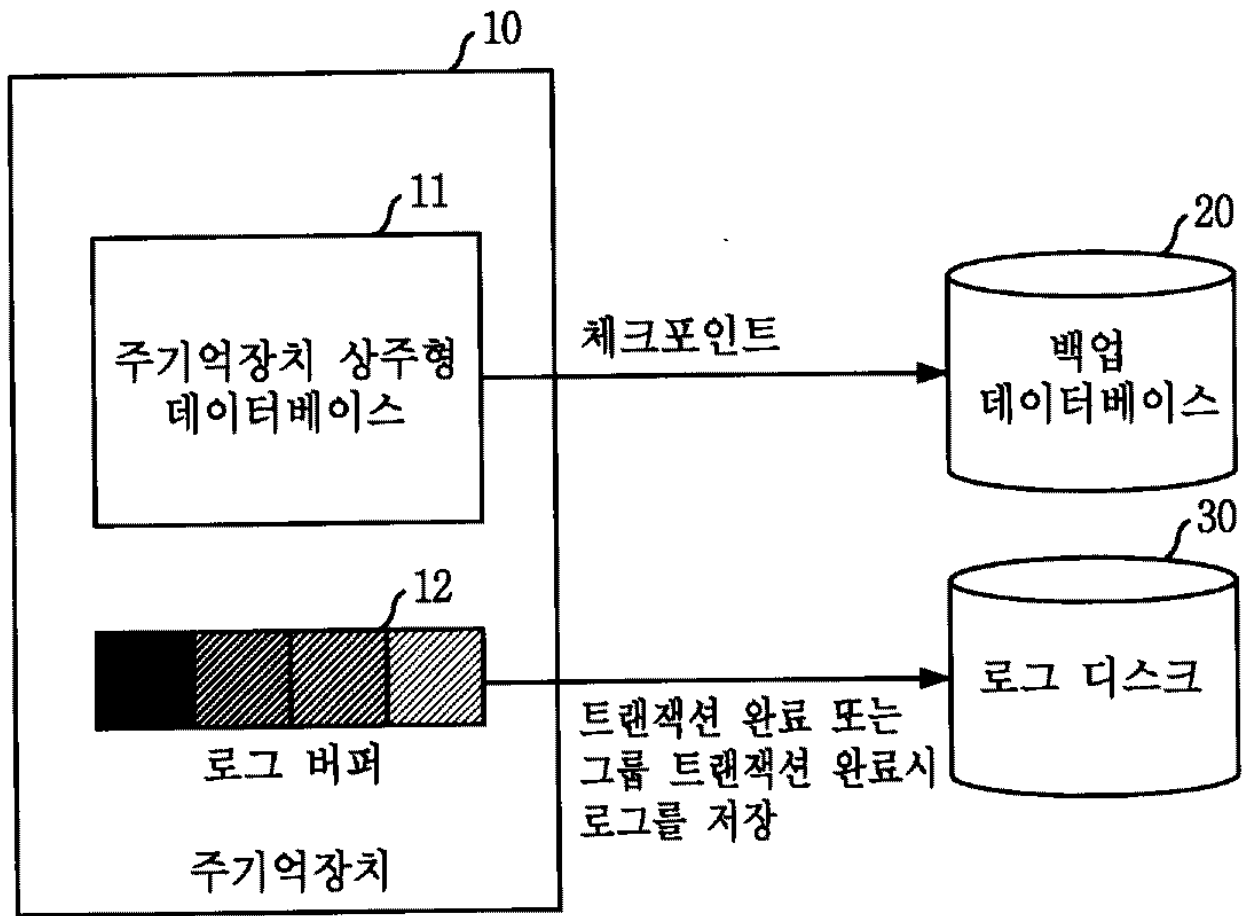 10
11
주기억장치 상주형
데이터베이스
체크포인트
20
백업
데이터베이스
12
로그 버퍼
트랜잭션 완료 또는
그룹 트랜잭션 완료시
로그를 저장
30
로그 디스크
주기억장치